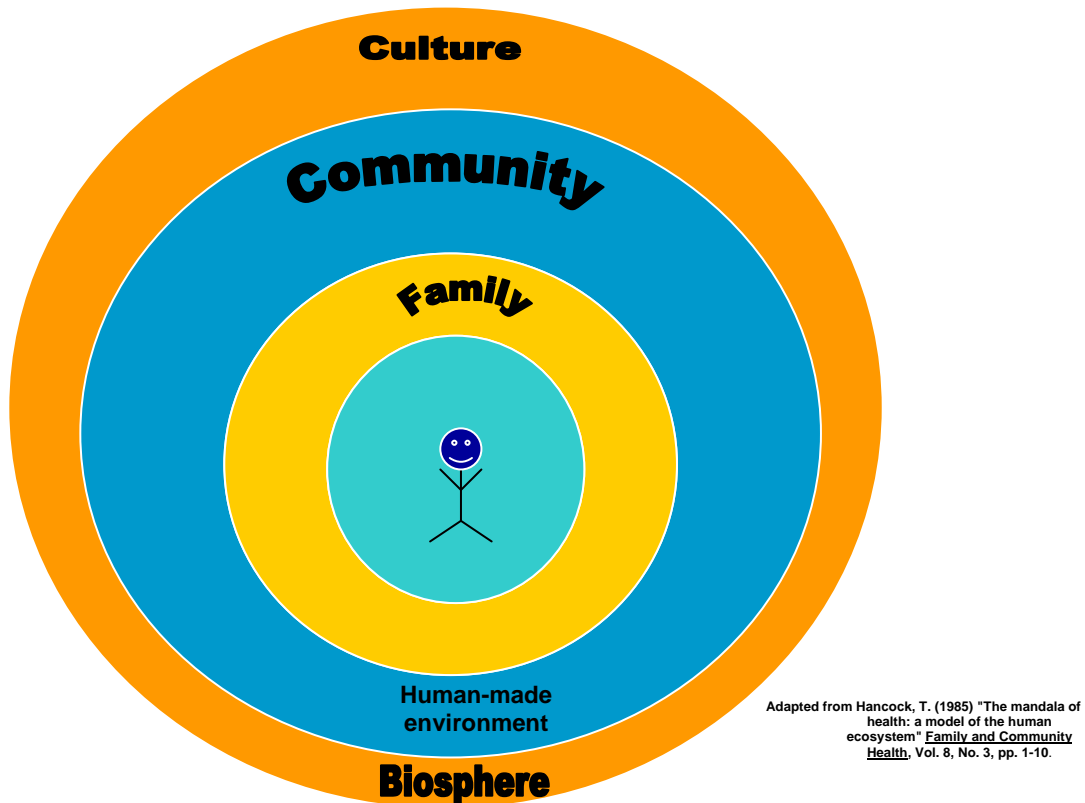 Culture
Community
Family
Human-made
environment
Biosphere
Adapted from Hancock, T. (1985) "The mandala of
health: a model of the human
ecosystem" Family and Community
Health, Vol. 8, No. 3, pp. 1-10.